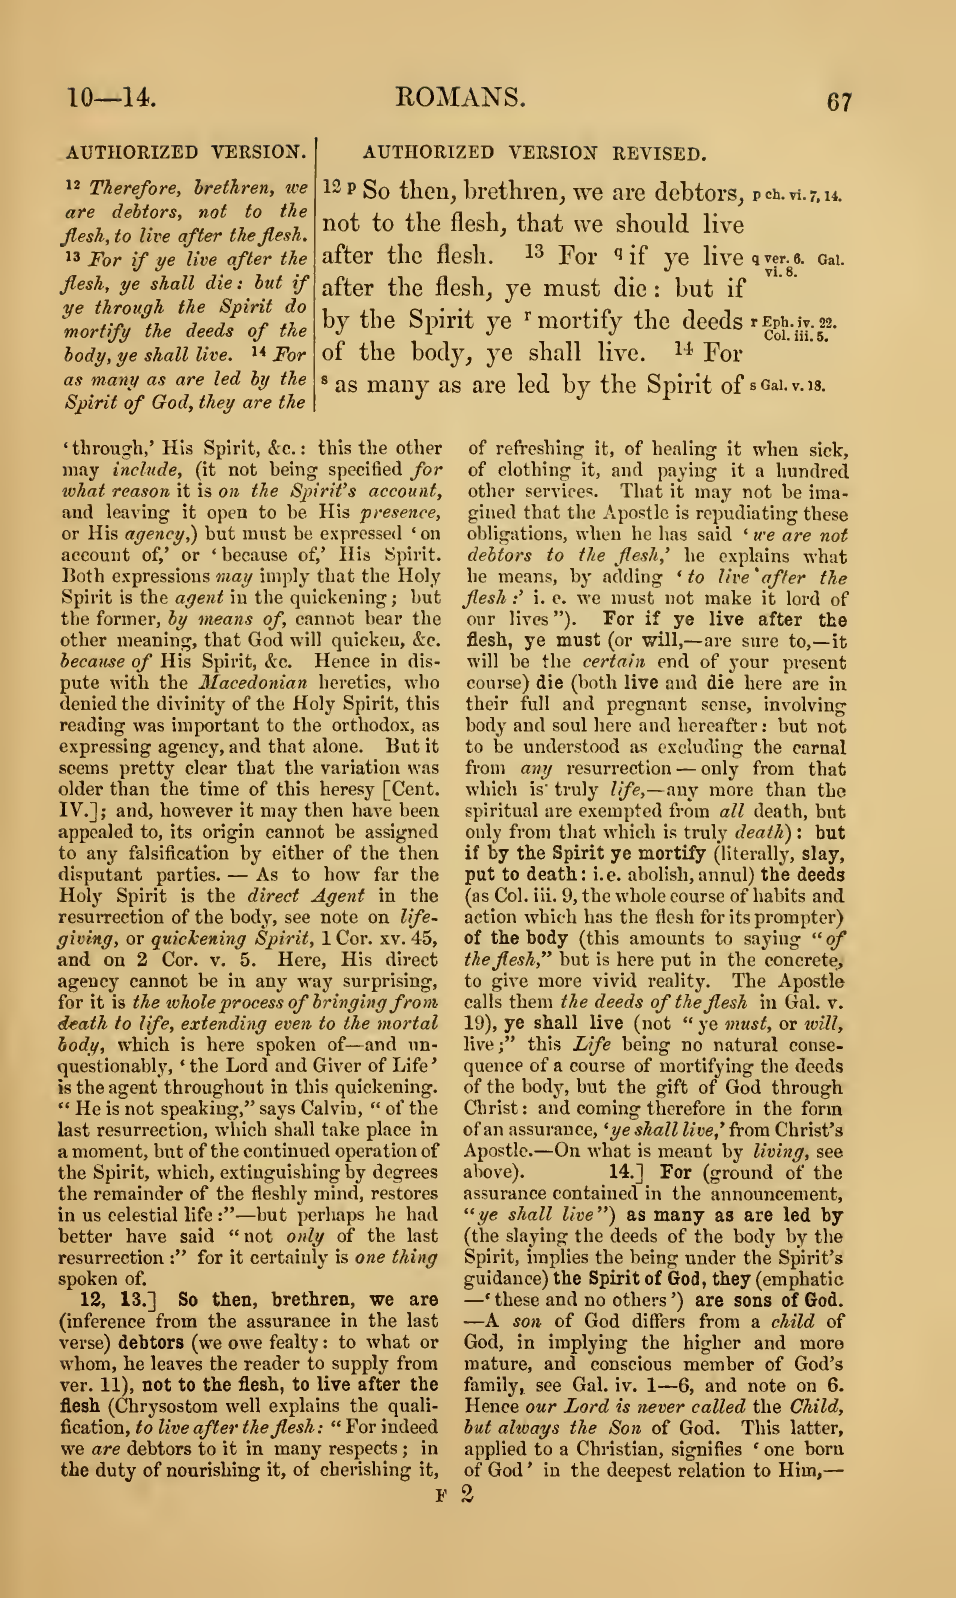 10—14.
ROMANS.
67
AUTHORIZED VERSION.
12 Therefore, brethren, we
are debtors, not to the
flesh, to live after the flesh.
13 For if ye live after the
flesh, ye shall die: but if
ye through the Spirit do
mortify the deeds of the
body, ye shall live. 14 For
as many as are led by the
Spirit of God, they are the
AUTHORIZED VERSION REVISED.
12 p So then, brethren, we are debtors,
not to the flesh, that we should live
after the flesh. 13 For q if ye live
after the flesh, ye must die: but if
by the Spirit ye r mortify the deeds
of the body, ye shall live. 14 For
s as many as are led by the Spirit of
p ch. vi. 7, 14.
q ver. 6. Gal.
vi. 8.
r Eph. iv. 22.
Col. iii. 5.
s Gal. v. 18.
‘through,’ His Spirit, &c.: this the other
may include, (it not being specified for
what reason it is on the Spirit's account,
and leaving it open to be His presence,
or His agency,) but must be expressed ‘on
account of,’ or ‘because of,’ His Spirit.
Both expressions may imply that the Holy
Spirit is the agent in the quickening; but
the former, by means of, cannot bear the
other meaning, that God will quicken, &c.
because of His Spirit, &c. Hence in dis-
pute with the Macedonian heretics, who
denied the divinity of the Holy Spirit, this
reading was important to the orthodox, as
expressing agency, and that alone. But it
seems pretty clear that the variation was
older than the time of this heresy [Cent.
IV.]; and, however it may then have been
appealed to, its origin cannot be assigned
to any falsification by either of the then
disputant parties. — As to how far the
Holy Spirit is the direct Agent in the
resurrection of the body, see note on life-
giving, or quickening Spirit, 1 Cor. xv. 45,
and on 2 Cor. v. 5. Here, His direct
agency cannot be in any way surprising,
for it is the whole process of bringing from
death to life, extending even to the mortal
body, which is here spoken of—and un-
questionably, ‘the Lord and Giver of Life’
is the agent throughout in this quickening.
“He is not speaking,” says Calvin, “of the
last resurrection, which shall take place in
a moment, but of the continued operation of
the Spirit, which, extinguishing by degrees
the remainder of the fleshly mind, restores
in us celestial life:”—but perhaps he had
better have said “not only of the last
resurrection:” for it certainly is one thing
spoken of.
12, 13.] So then, brethren, we are
(inference from the assurance in the last
verse) debtors (we owe fealty: to what or
whom, he leaves the reader to supply from
ver. 11), not to the flesh, to live after the
flesh (Chrysostom well explains the quali-
fication, to live after the flesh: “For indeed
we are debtors to it in many respects; in
the duty of nourishing it, of cherishing it,
of refreshing it, of healing it when sick,
of clothing it, and paying it a hundred
other services. That it may not be ima-
gined that the Apostle is repudiating these
obligations, when he has said ‘we are not
debtors to the flesh,’ he explains what
he means, by adding ‘to live after the
flesh:’ i. e. we must not make it lord of
our lives”). For if ye live after the
flesh, ye must (or will,—are sure to,—it
will be the certain end of your present
course) die (both live and die here are in
their full and pregnant sense, involving
body and soul here and hereafter: but not
to be understood as excluding the carnal
from any resurrection — only from that
which is truly life,—any more than the
spiritual are exempted from all death, but
only from that which is truly death): but
if by the Spirit ye mortify (literally, slay,
put to death: i. e. abolish, annul) the deeds
(as Col. iii. 9, the whole course of habits and
action which has the flesh for its prompter)
of the body (this amounts to saying “of
the flesh,” but is here put in the concrete,
to give more vivid reality. The Apostle
calls them the deeds of the flesh in Gal. v.
19), ye shall live (not “ye must, or will,
live;” this Life being no natural conse-
quence of a course of mortifying the deeds
of the body, but the gift of God through
Christ: and coming therefore in the form
of an assurance, ‘ye shall live,’ from Christ's
Apostle.—On what is meant by living, see
above). 14.] For (ground of the
assurance contained in the announcement,
“ye shall live”) as many as are led by
(the slaying the deeds of the body by the
Spirit, implies the being under the Spirit's
guidance) the Spirit of God, they (emphatic
—‘these and no others’) are sons of God.
—A son of God differs from a child of
God, in implying the higher and more
mature, and conscious member of God's
family, see Gal. iv. 1—6, and note on 6.
Hence our Lord is never called the Child,
but always the Son of God. This latter,
applied to a Christian, signifies ‘one born
of God’ in the deepest relation to Him,—
F 2